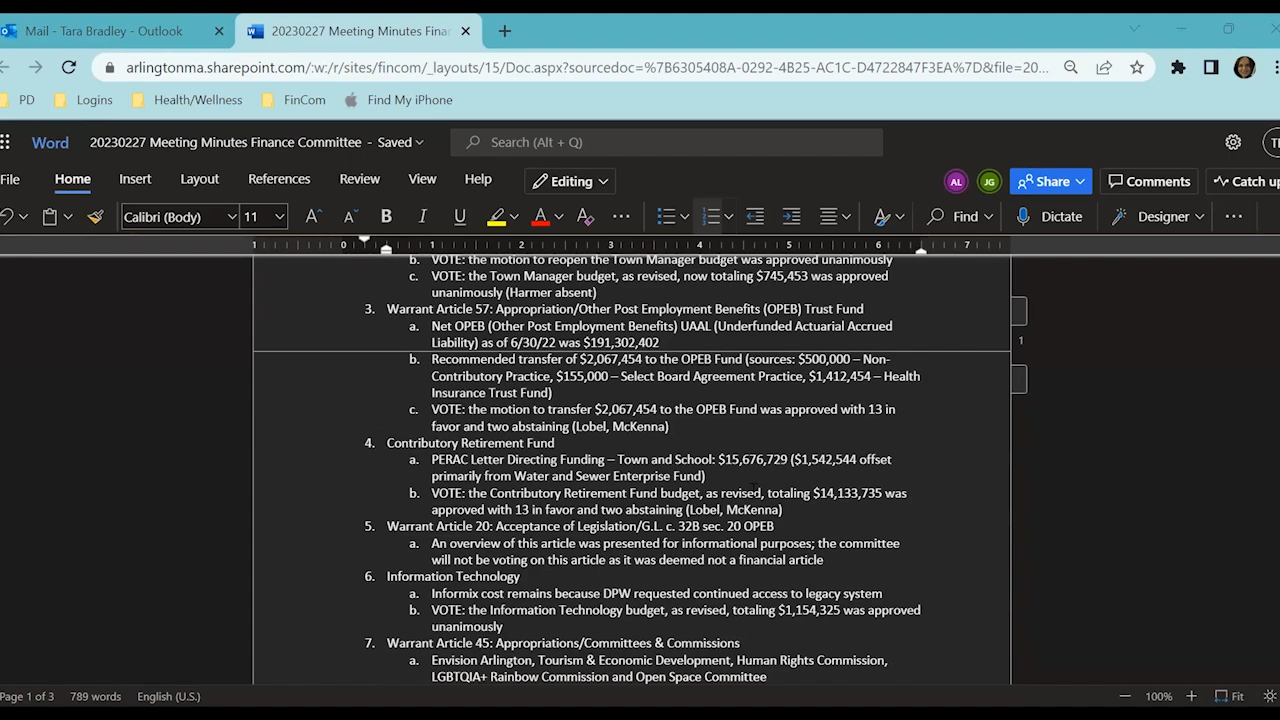 Mail - Tara Bradley - Outlook
20230227 Meeting Minutes Finan
arlingtonma.sharepoint.com/:w:/r/sites/fincom/_layouts/15/Doc.aspx?sourcedoc=%7B6305408A-0292-4B25-AC1C-D4722847F3EA%7D&file=20...
PD Logins Health/Wellness FinCom Find My iPhone
Word 20230227 Meeting Minutes Finance Committee - Saved Search (Alt + Q)
File Home Insert Layout References Review View Help Editing AL JG Share Comments Catch up
Calibri (Body) 11 A A B I U A A ... Find Dictate Designer ...
1 0 1 2 3 4 5 6 7
b. VOTE: the motion to reopen the Town Manager budget was approved unanimously
c. VOTE: the Town Manager budget, as revised, now totaling $745,453 was approved
unanimously (Harmer absent)
3. Warrant Article 57: Appropriation/Other Post Employment Benefits (OPEB) Trust Fund
a. Net OPEB (Other Post Employment Benefits) UAAL (Underfunded Actuarial Accrued
Liability) as of 6/30/22 was $191,302,402
1
b. Recommended transfer of $2,067,454 to the OPEB Fund (sources: $500,000 – Non-
Contributory Practice, $155,000 – Select Board Agreement Practice, $1,412,454 – Health
Insurance Trust Fund)
c. VOTE: the motion to transfer $2,067,454 to the OPEB Fund was approved with 13 in
favor and two abstaining (Lobel, McKenna)
4. Contributory Retirement Fund
a. PERAC Letter Directing Funding – Town and School: $15,676,729 ($1,542,544 offset
primarily from Water and Sewer Enterprise Fund)
b. VOTE: the Contributory Retirement Fund budget, as revised, totaling $14,133,735 was
approved with 13 in favor and two abstaining (Lobel, McKenna)
5. Warrant Article 20: Acceptance of Legislation/G.L. c. 32B sec. 20 OPEB
a. An overview of this article was presented for informational purposes; the committee
will not be voting on this article as it was deemed not a financial article
6. Information Technology
a. Informix cost remains because DPW requested continued access to legacy system
b. VOTE: the Information Technology budget, as revised, totaling $1,154,325 was approved
unanimously
7. Warrant Article 45: Appropriations/Committees & Commissions
a. Envision Arlington, Tourism & Economic Development, Human Rights Commission,
LGBTQIA+ Rainbow Commission and Open Space Committee
Page 1 of 3 789 words English (U.S.) 100% Fit